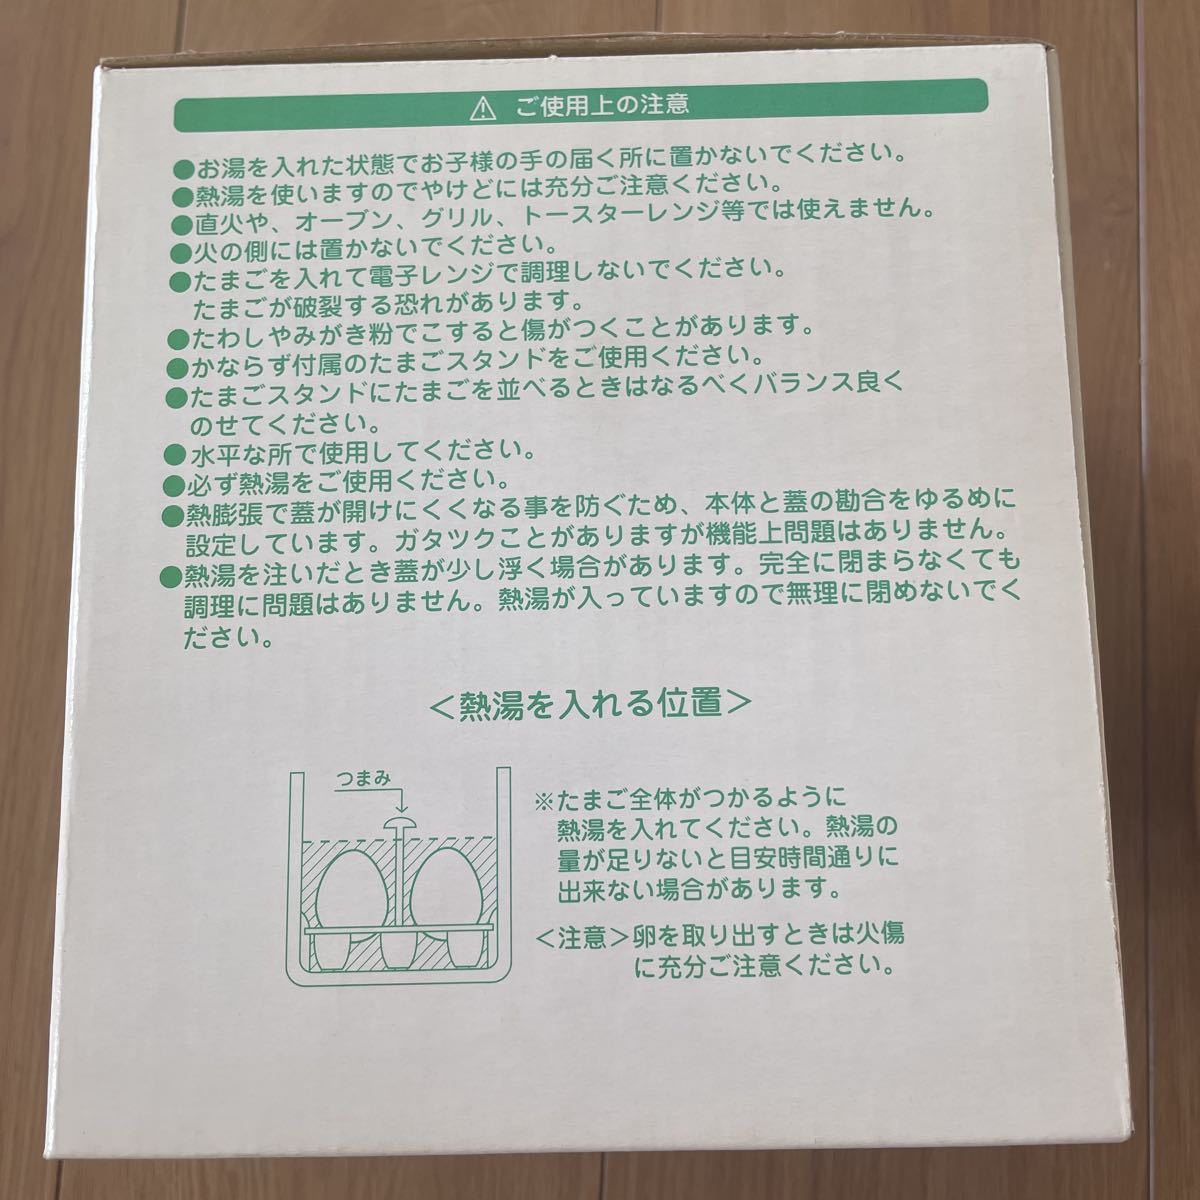 ⚠ ご使用上の注意
●お湯を入れた状態でお子様の手の届く所に置かないでください。
●熱湯を使いますのでやけどには充分ご注意ください。
●直火や、オーブン、グリル、トースターレンジ等では使えません。
●火の側には置かないでください。
●たまごを入れて電子レンジで調理しないでください。
たまごが破裂する恐れがあります。
●たわしやみがき粉でこすると傷がつくことがあります。
●かならず付属のたまごスタンドをご使用ください。
●たまごスタンドにたまごを並べるときはなるべくバランス良く
のせてください。
●水平な所で使用してください。
●必ず熱湯をご使用ください。
●熱膨張で蓋が開けにくくなる事を防ぐため、本体と蓋の勘合をゆるめに
設定しています。ガタツクことがありますが機能上問題はありません。
●熱湯を注いだとき蓋が少し浮く場合があります。完全に閉まらなくても
調理に問題はありません。熱湯が入っていますので無理に閉めないでく
ださい。
＜熱湯を入れる位置＞
つまみ
※たまご全体がつかるように
熱湯を入れてください。熱湯の
量が足りないと目安時間通りに
出来ない場合があります。
＜注意＞卵を取り出すときは火傷
に充分ご注意ください。